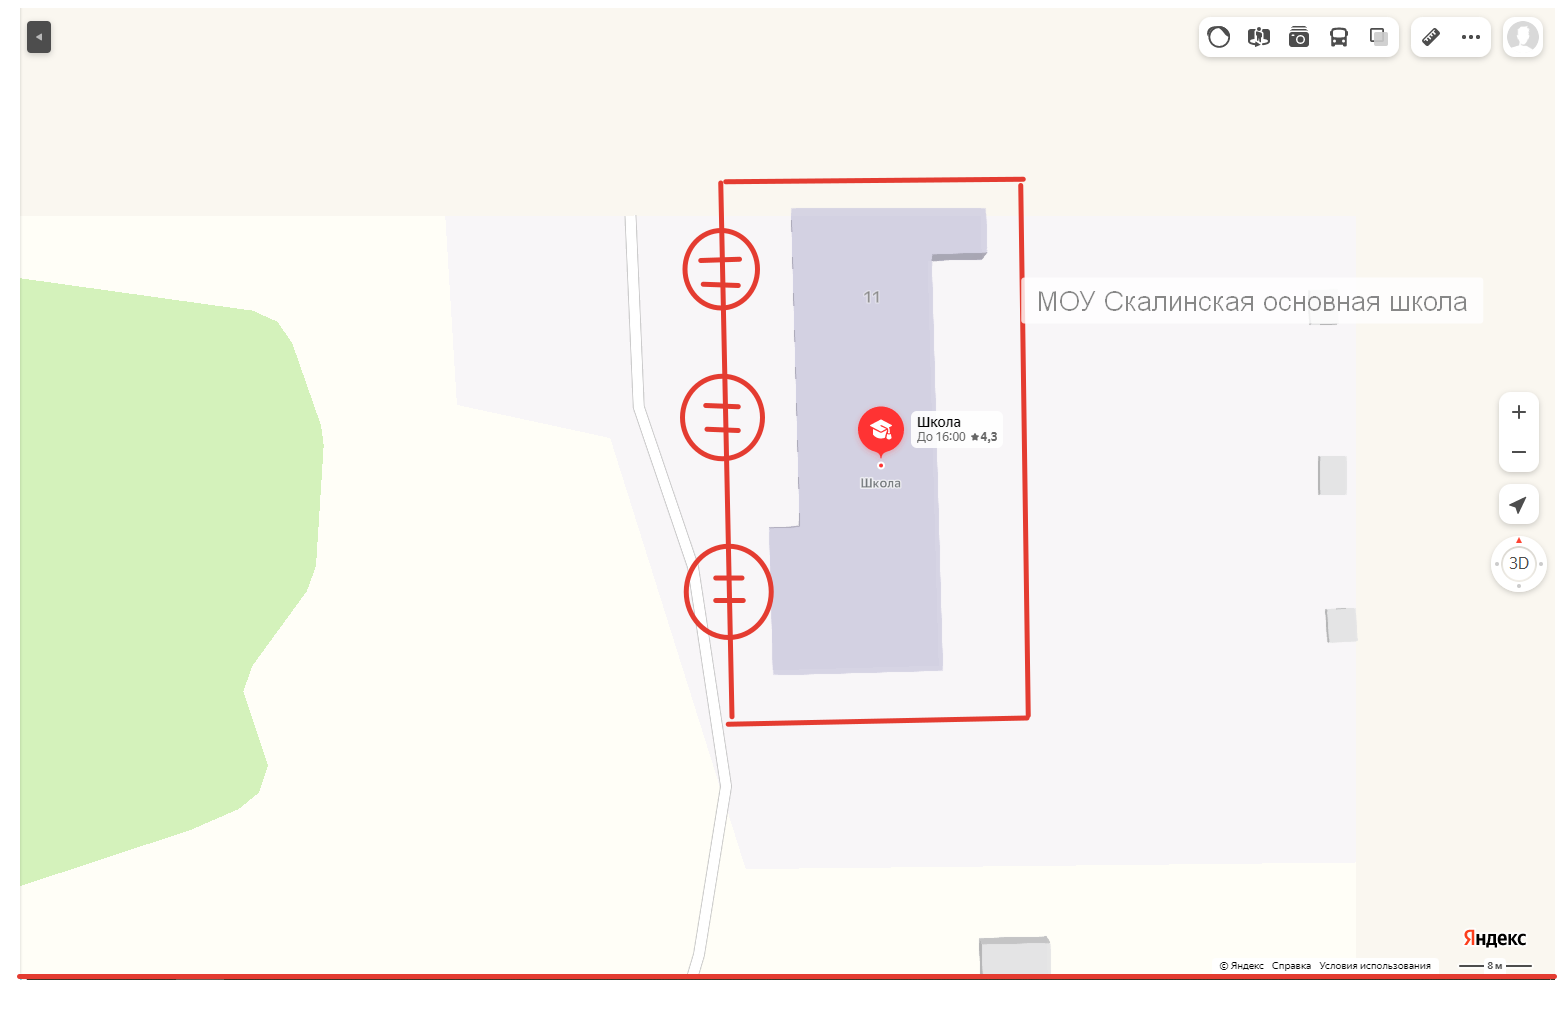 11
МОУ Скалинская основная школа
Школа
До 16:00 ★4,3
Школа
3D
Яндекс
© Яндекс Справка Условия использования 8 м